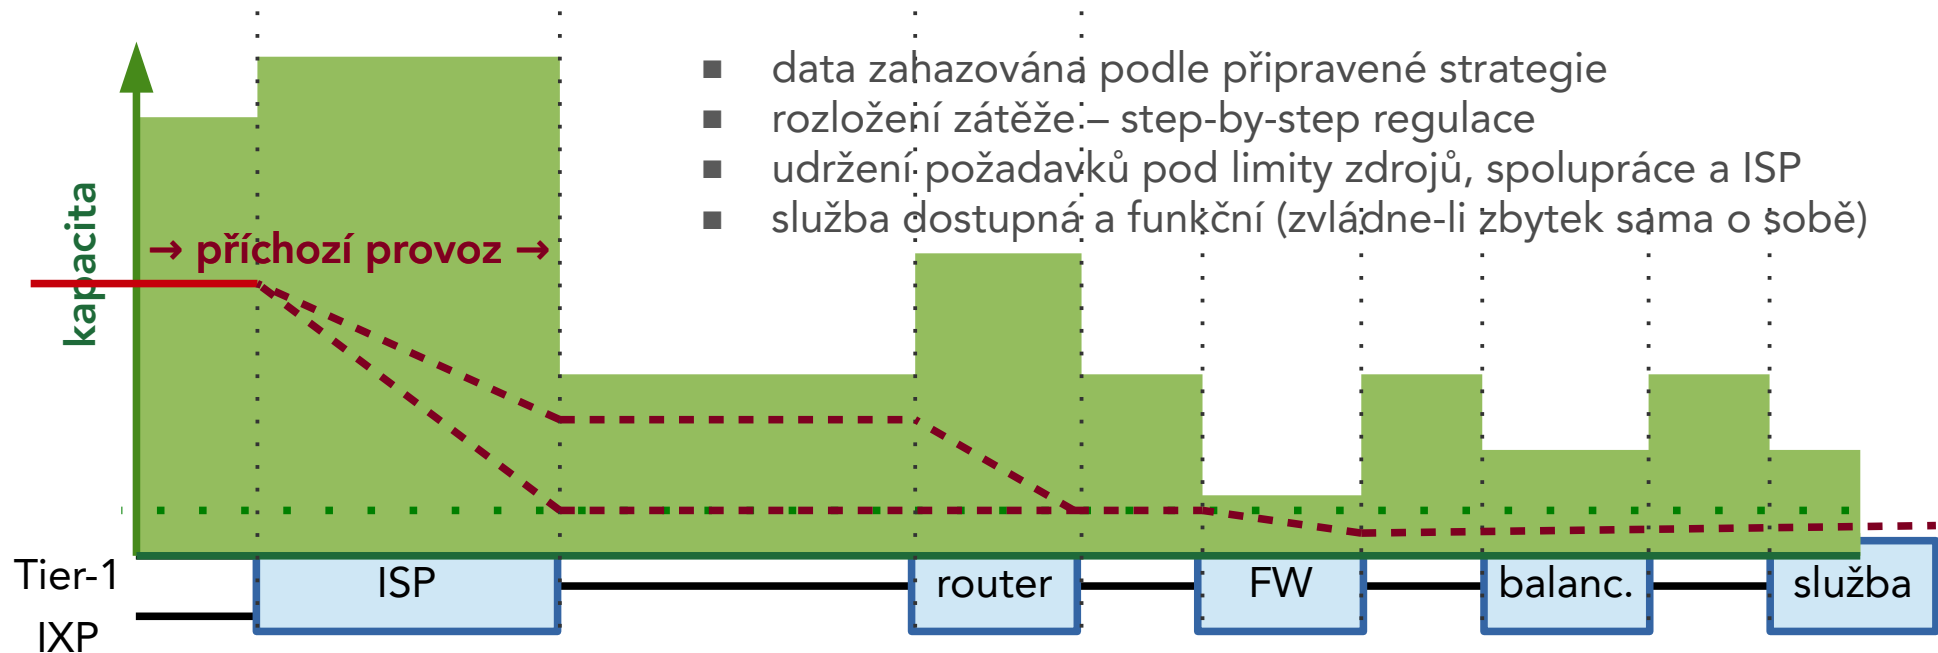 ■ data zahazována podle připravené strategie
■ rozložení zátěže – step-by-step regulace
■ udržení požadavků pod limity zdrojů, spolupráce a ISP
■ služba dostupná a funkční (zvládne-li zbytek sama o sobě)
kapacita
→ příchozí provoz →
Tier-1
IXP
ISP
router
FW
balanc.
služba